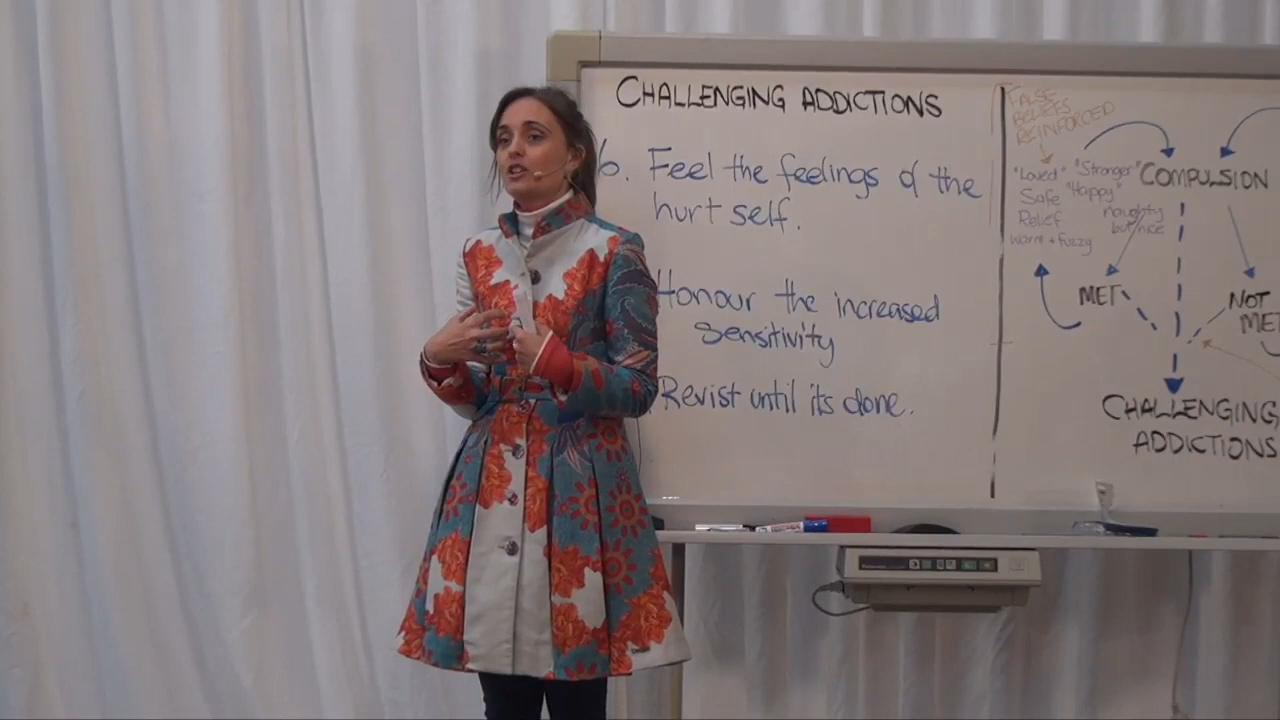 CHALLENGING ADDICTIONS
6. Feel the feelings of the
hurt self.
Honour the increased
Sensitivity
Revist until its done.
FALSE
BELIEFS
REINFORCED
"Loved" "Stronger"
Safe "Happy"
Relief naughty
but nice
warm + fuzzy
COMPULSION
MET
NOT
MET
CHALLENGING
ADDICTIONS